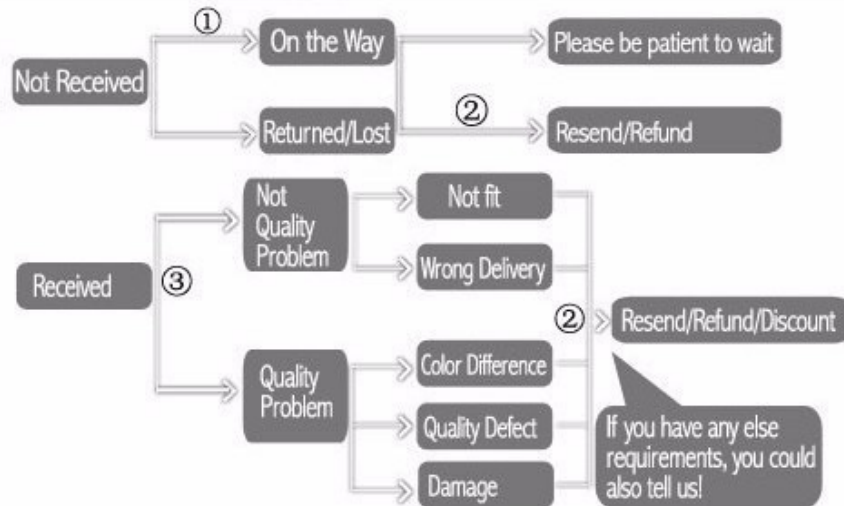 ①
On the Way
Please be patient to wait
Not Received
②
Returned/Lost
Resend/Refund
Not
Quality
Problem
Not fit
Wrong Delivery
Received
③
②
Resend/Refund/Discount
Quality
Problem
Color Difference
Quality Defect
Damage
If you have any else
requirements, you could
also tell us!